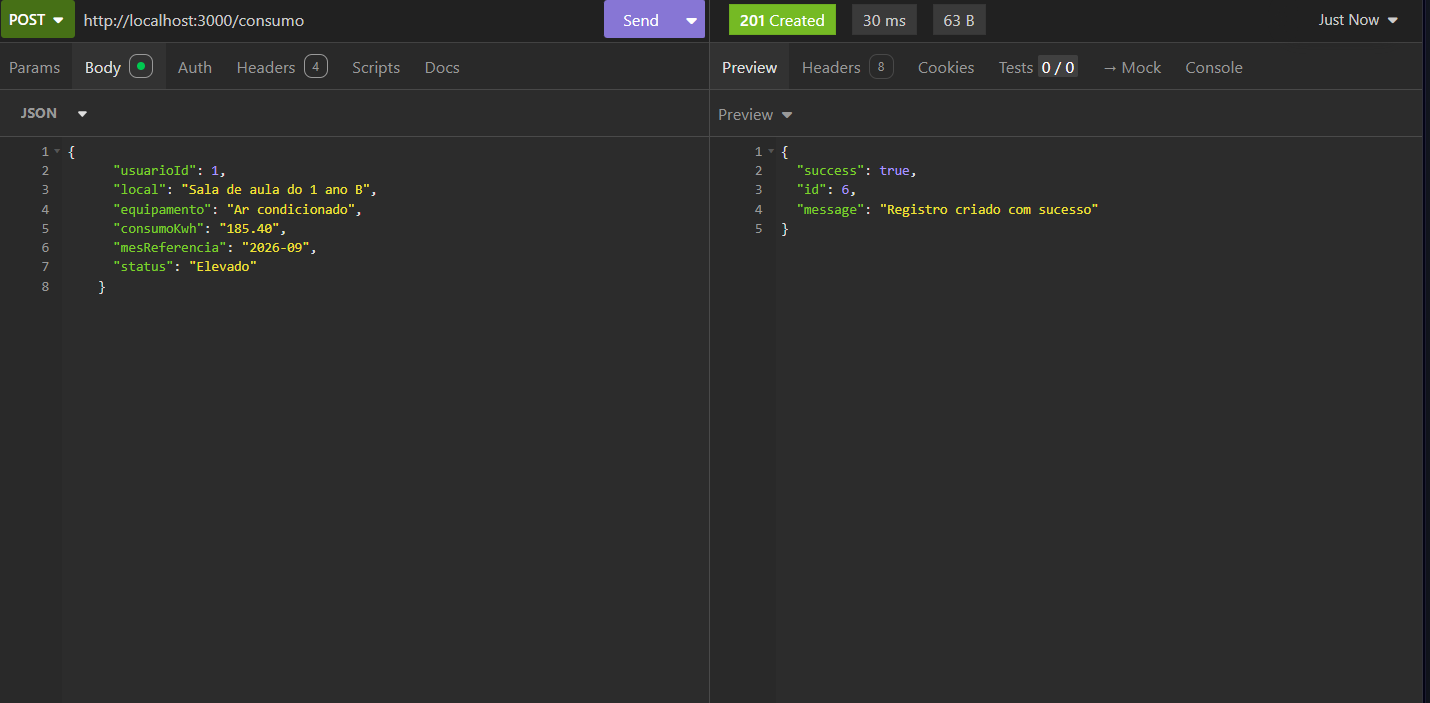 POST http://localhost:3000/consumo Send 201 Created 30 ms 63 B Just Now
Params Body Auth Headers 4 Scripts Docs
Preview Headers 8 Cookies Tests 0 / 0 → Mock Console
JSON
Preview
1 {
2 "usuarioId": 1,
3 "local": "Sala de aula do 1 ano B",
4 "equipamento": "Ar condicionado",
5 "consumoKwh": "185.40",
6 "mesReferencia": "2026-09",
7 "status": "Elevado"
8 }
1 {
2 "success": true,
3 "id": 6,
4 "message": "Registro criado com sucesso"
5 }